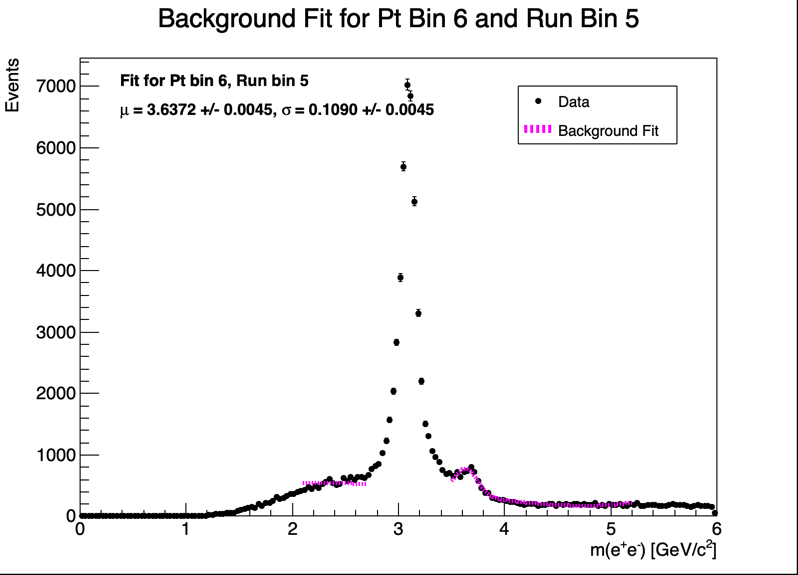 Background Fit for Pt Bin 6 and Run Bin 5
Events
Fit for Pt bin 6, Run bin 5
μ = 3.6372 +/- 0.0045, σ = 0.1090 +/- 0.0045
Data
Background Fit
7000
6000
5000
4000
3000
2000
1000
0
0 1 2 3 4 5 6
m(e⁺e⁻) [GeV/c²]